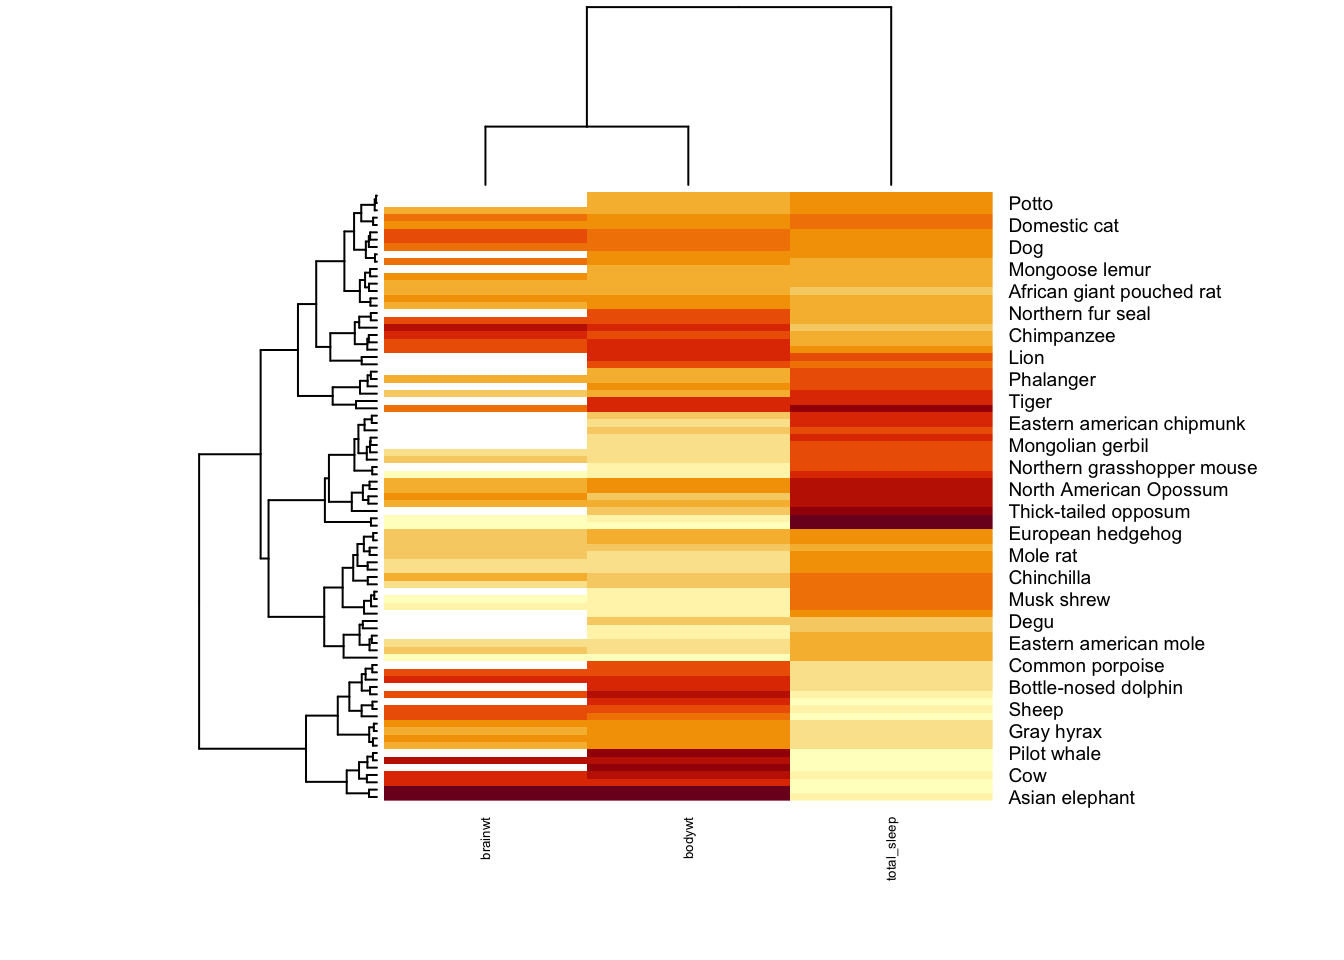 Potto
Domestic cat
Dog
Mongoose lemur
African giant pouched rat
Northern fur seal
Chimpanzee
Lion
Phalanger
Tiger
Eastern american chipmunk
Mongolian gerbil
Northern grasshopper mouse
North American Opossum
Thick-tailed opposum
European hedgehog
Mole rat
Chinchilla
Musk shrew
Degu
Eastern american mole
Common porpoise
Bottle-nosed dolphin
Sheep
Gray hyrax
Pilot whale
Cow
Asian elephant
brainwt
bodywt
total_sleep